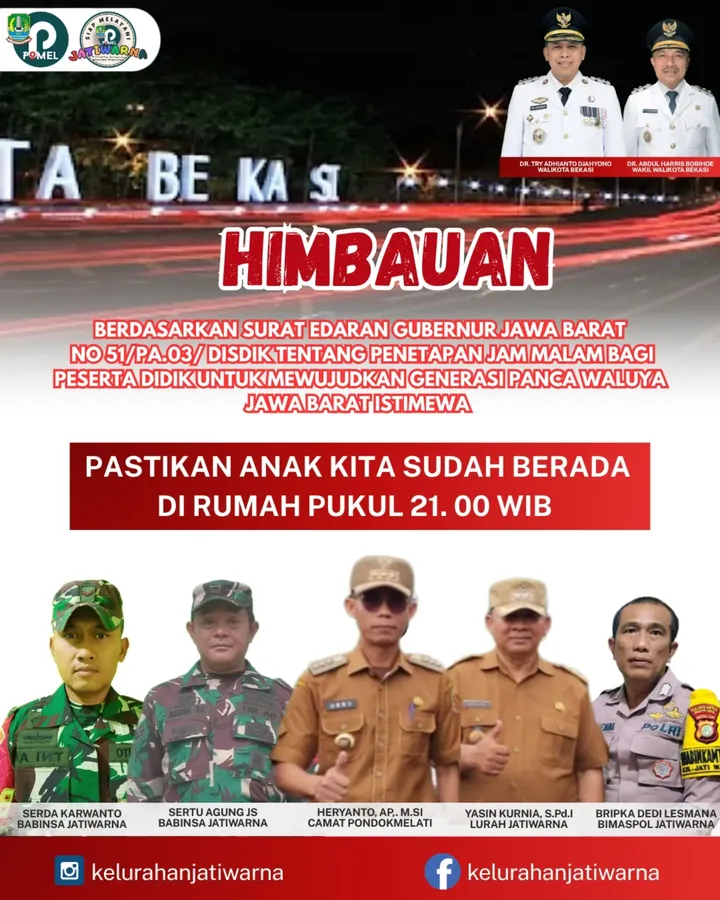 POMEL
SIAP MELAYANI
JATIWARNA
TA BEKASI
DR. TRY ADHIANTO DJAHYONO
WALIKOTA BEKASI
DR. ABDUL HARRIS BOBIHOE
WAKIL WALIKOTA BEKASI
HIMBAUAN
BERDASARKAN SURAT EDARAN GUBERNUR JAWA BARAT
NO 51/PA.03/ DISDIK TENTANG PENETAPAN JAM MALAM BAGI
PESERTA DIDIK UNTUK MEWUJUDKAN GENERASI PANCA WALUYA
JAWA BARAT ISTIMEWA
PASTIKAN ANAK KITA SUDAH BERADA
DI RUMAH PUKUL 21. 00 WIB
POLRI
SERDA KARWANTO
BABINSA JATIWARNA
SERTU AGUNG JS
BABINSA JATIWARNA
HERYANTO, AP,. M.SI
CAMAT PONDOKMELATI
YASIN KURNIA, S.Pd.I
LURAH JATIWARNA
BRIPKA DEDI LESMANA
BIMASPOL JATIWARNA
kelurahanjatiwarna
kelurahanjatiwarna